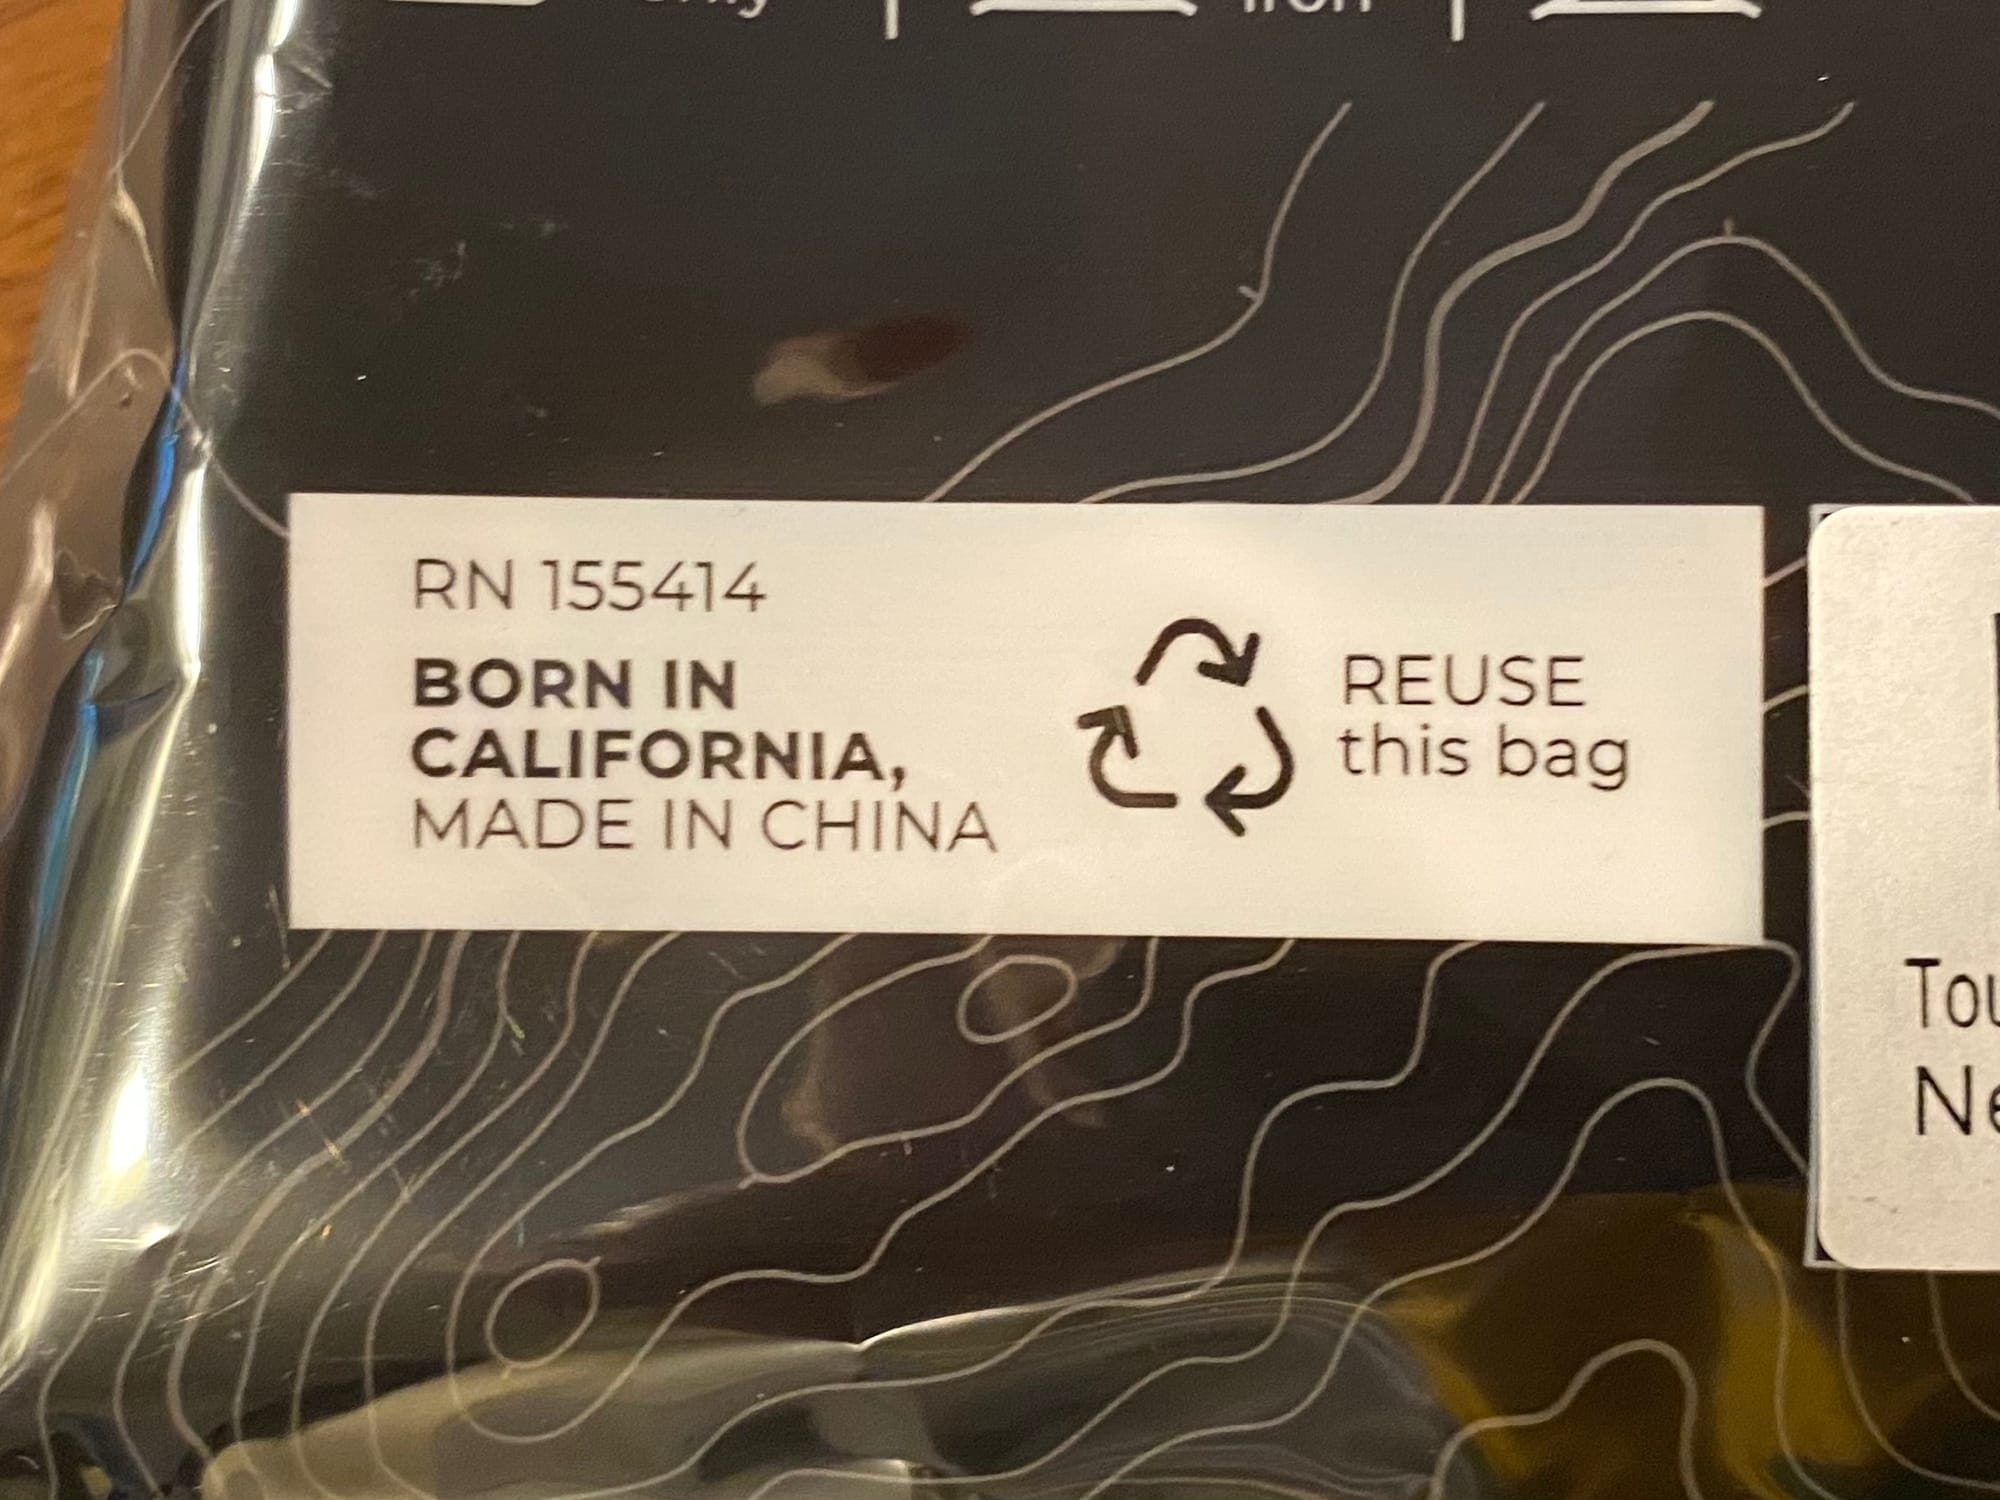 RN 155414
BORN IN
CALIFORNIA,
MADE IN CHINA
REUSE
this bag